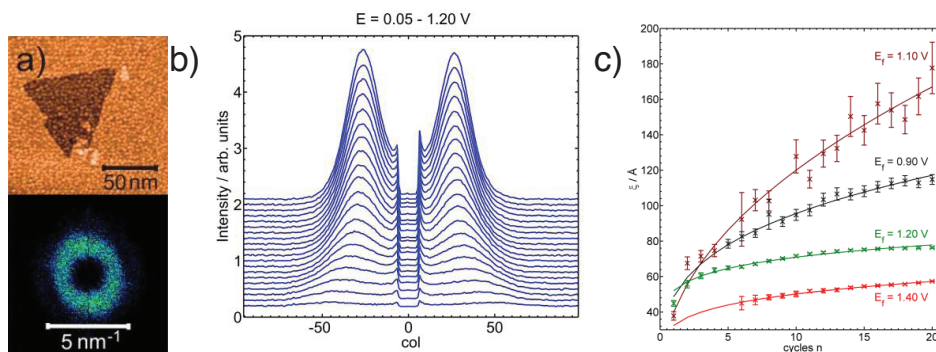 a)
50 nm
5 nm⁻¹
b)
E = 0.05 - 1.20 V
Intensity / arb. units
5
4
3
2
1
0
-50
0
50
col
c)
ξ / Å
200
180
160
140
120
100
80
60
40
0
5
10
15
20
cycles n
E_f = 1.10 V
E_f = 0.90 V
E_f = 1.20 V
E_f = 1.40 V